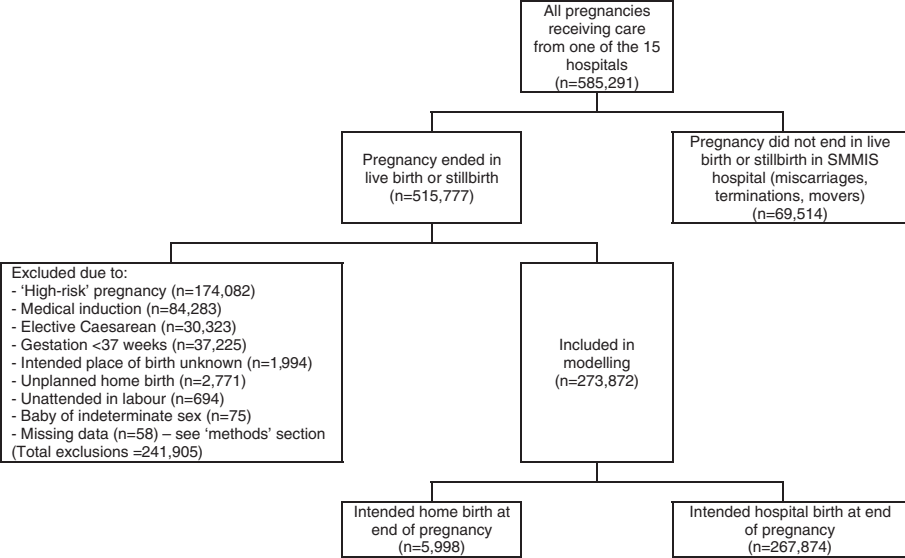 All pregnancies
receiving care
from one of the 15
hospitals
(n=585,291)
Pregnancy ended in
live birth or stillbirth
(n=515,777)
Pregnancy did not end in live
birth or stillbirth in SMMIS
hospital (miscarriages,
terminations, movers)
(n=69,514)
Excluded due to:
- ‘High-risk’ pregnancy (n=174,082)
- Medical induction (n=84,283)
- Elective Caesarean (n=30,323)
- Gestation <37 weeks (n=37,225)
- Intended place of birth unknown (n=1,994)
- Unplanned home birth (n=2,771)
- Unattended in labour (n=694)
- Baby of indeterminate sex (n=75)
- Missing data (n=58) – see ‘methods’ section
(Total exclusions =241,905)
Included in
modelling
(n=273,872)
Intended home birth at
end of pregnancy
(n=5,998)
Intended hospital birth at end
of pregnancy
(n=267,874)